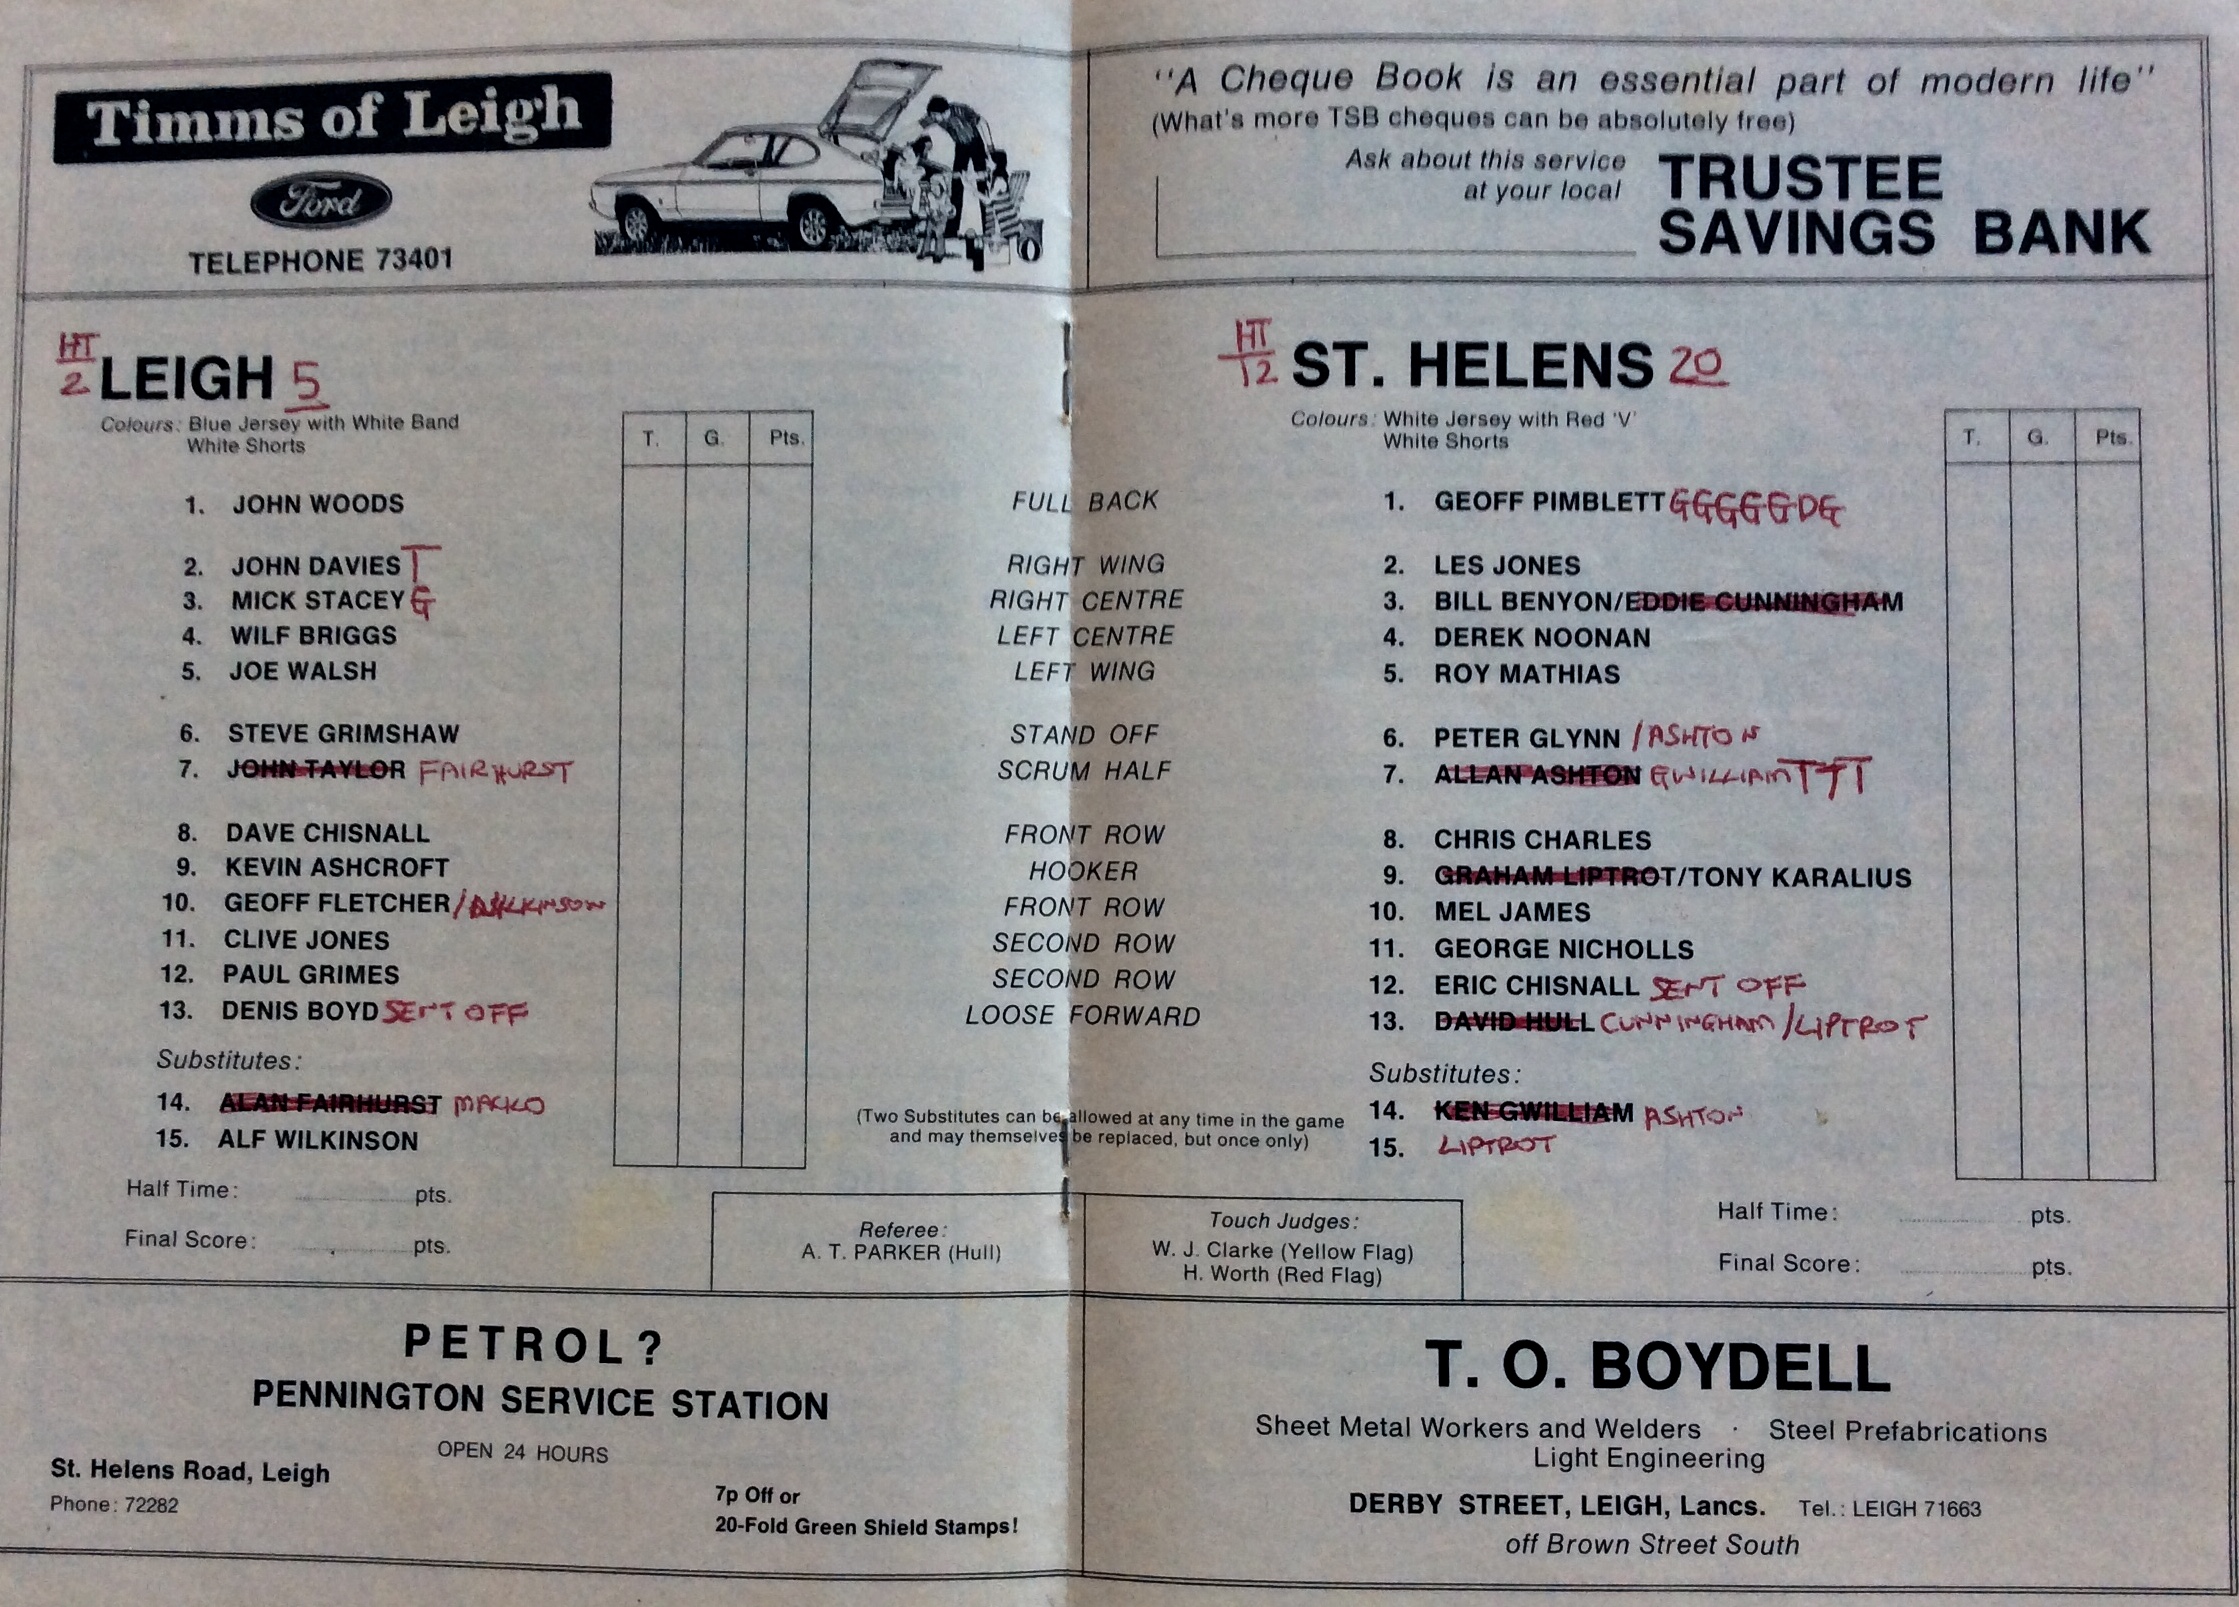 Timms of Leigh
Ford
TELEPHONE 73401
"A Cheque Book is an essential part of modern life"
(What's more TSB cheques can be absolutely free)
Ask about this service
at your local
TRUSTEE
SAVINGS BANK
HT
2
LEIGH 5
Colours: Blue Jersey with White Band
White Shorts
T. G. Pts.
1. JOHN WOODS
2. JOHN DAVIES T
3. MICK STACEY G
4. WILF BRIGGS
5. JOE WALSH
6. STEVE GRIMSHAW
7. JOHN TAYLOR FAIRHURST
8. DAVE CHISNALL
9. KEVIN ASHCROFT
10. GEOFF FLETCHER /WILKINSON
11. CLIVE JONES
12. PAUL GRIMES
13. DENIS BOYD SENT OFF
Substitutes:
14. ALAN FAIRHURST MACKO
15. ALF WILKINSON
Half Time: pts.
Final Score: pts.
FULL BACK
RIGHT WING
RIGHT CENTRE
LEFT CENTRE
LEFT WING
STAND OFF
SCRUM HALF
FRONT ROW
HOOKER
FRONT ROW
SECOND ROW
SECOND ROW
LOOSE FORWARD
(Two Substitutes can be allowed at any time in the game
and may themselves be replaced, but once only)
Referee:
A. T. PARKER (Hull)
Touch Judges:
W. J. Clarke (Yellow Flag)
H. Worth (Red Flag)
HT
12
ST. HELENS 20
Colours: White Jersey with Red 'V'
White Shorts
T. G. Pts.
1. GEOFF PIMBLETT GGGGGDG
2. LES JONES
3. BILL BENYON/EDDIE CUNNINGHAM
4. DEREK NOONAN
5. ROY MATHIAS
6. PETER GLYNN /ASHTON
7. ALLAN ASHTON GWILLIAM TTT
8. CHRIS CHARLES
9. GRAHAM LIPTROT/TONY KARALIUS
10. MEL JAMES
11. GEORGE NICHOLLS
12. ERIC CHISNALL SENT OFF
13. DAVID HULL CUNNINGHAM /LIPTROT
Substitutes:
14. KEN GWILLIAM ASHTON
15. LIPTROT
Half Time: pts.
Final Score: pts.
PETROL?
PENNINGTON SERVICE STATION
OPEN 24 HOURS
St. Helens Road, Leigh
Phone: 72282
7p Off or
20-Fold Green Shield Stamps!
T. O. BOYDELL
Sheet Metal Workers and Welders · Steel Prefabrications
Light Engineering
DERBY STREET, LEIGH, Lancs. Tel.: LEIGH 71663
off Brown Street South